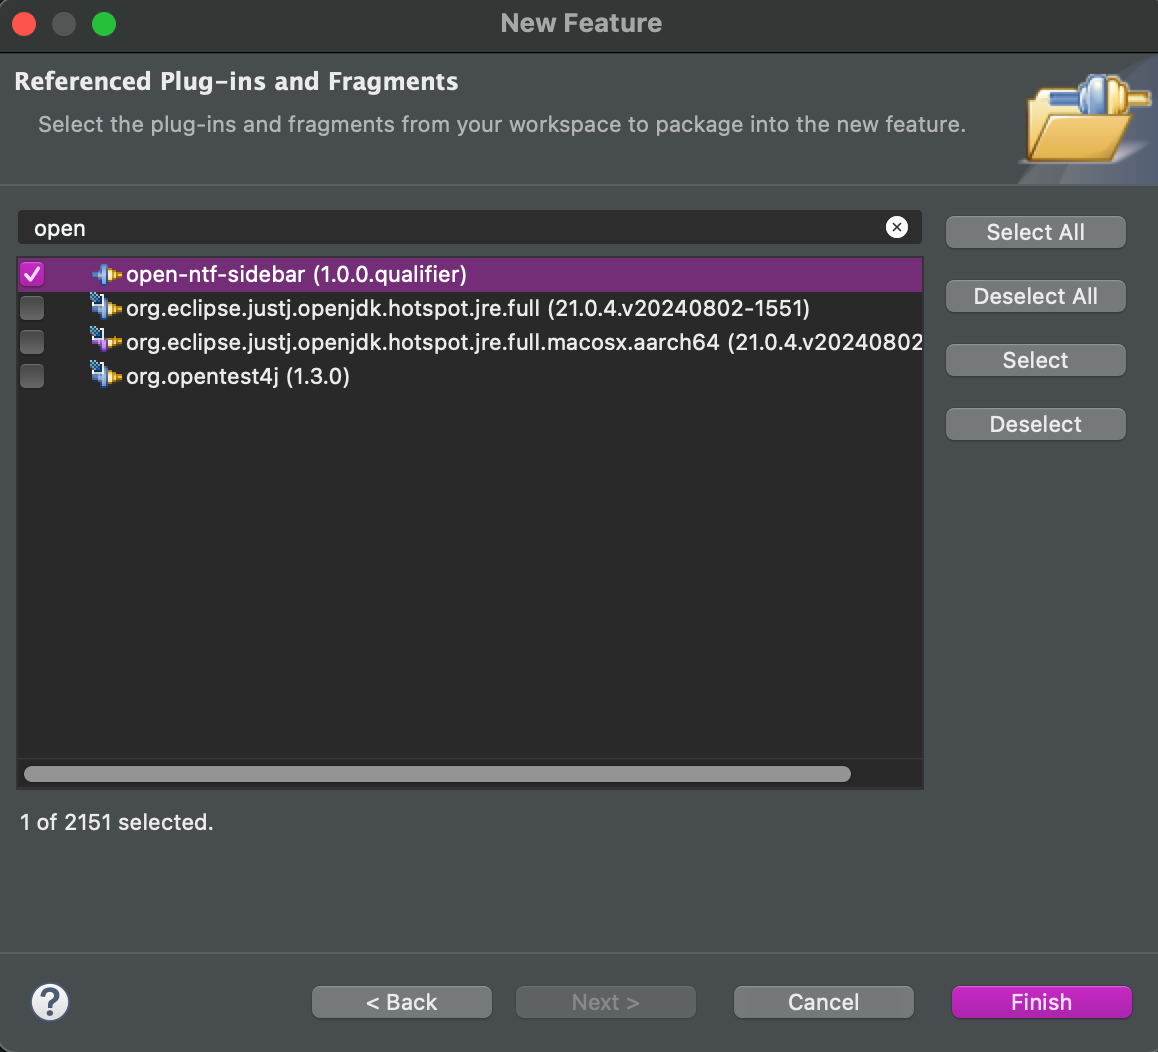 New Feature
Referenced Plug-ins and Fragments
Select the plug-ins and fragments from your workspace to package into the new feature.
open
Select All
open-ntf-sidebar (1.0.0.qualifier)
Deselect All
org.eclipse.justj.openjdk.hotspot.jre.full (21.0.4.v20240802-1551)
org.eclipse.justj.openjdk.hotspot.jre.full.macosx.aarch64 (21.0.4.v20240802
Select
org.opentest4j (1.3.0)
Deselect
1 of 2151 selected.
?
< Back
Next >
Cancel
Finish